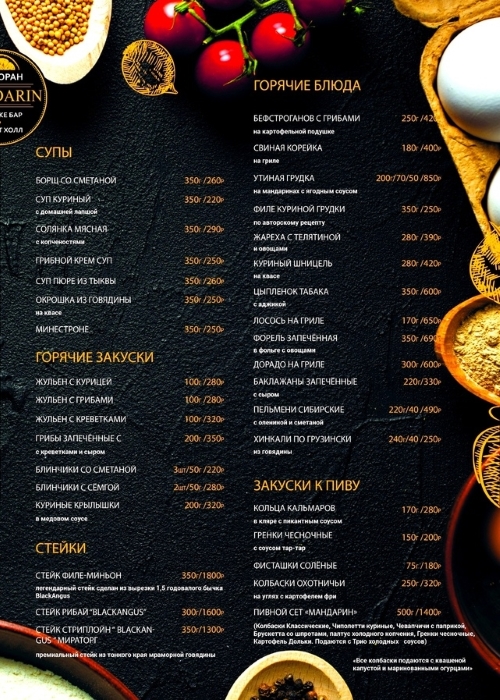 ОРАН
DARIN
КЕ БАР
Т ХОЛЛ
СУПЫ
БОРЩ СО СМЕТАНОЙ 350г/260р
СУП КУРИНЫЙ 350г/220р
с домашней лапшой
СОЛЯНКА МЯСНАЯ 350г/290р
с копченостями
ГРИБНОЙ КРЕМ СУП 350г/250р
СУП ПЮРЕ ИЗ ТЫКВЫ 350г/260р
ОКРОШКА ИЗ ГОВЯДИНЫ 350г/250р
на квасе
МИНЕСТРОНЕ 350г/250р
ГОРЯЧИЕ ЗАКУСКИ
ЖУЛЬЕН С КУРИЦЕЙ 100г/280р
ЖУЛЬЕН С ГРИБАМИ 100г/280р
ЖУЛЬЕН С КРЕВЕТКАМИ 100г/320р
ГРИБЫ ЗАПЕЧЁННЫЕ С 200г/350р
с креветками и сыром
БЛИНЧИКИ СО СМЕТАНОЙ 3шт/50г/220р
БЛИНЧИКИ С СЁМГОЙ 2шт/50г/280р
КУРИНЫЕ КРЫЛЫШКИ 200г/320р
в медовом соусе
СТЕЙКИ
СТЕЙК ФИЛЕ-МИНЬОН 350г/1800р
легендарный стейк сделан из вырезки 1,5 годовалого бычка
BlackAngus
СТЕЙК РИБАЙ "BLACKANGUS" 300г/1600р
СТЕЙК СТРИПЛОЙН " BLACKAN- 350г/1300р
GUS " МИРАТОРГ
премиальный стейк из тонкого края мраморной говядины
ГОРЯЧИЕ БЛЮДА
БЕФСТРОГАНОВ С ГРИБАМИ 250г/420р
на картофельной подушке
СВИНАЯ КОРЕЙКА 180г/400р
на гриле
УТИНАЯ ГРУДКА 200г/70/50/850р
на мандаринах с ягодным соусом
ФИЛЕ КУРИНОЙ ГРУДКИ 350г/250р
по авторскому рецепту
ЖАРЕХА С ТЕЛЯТИНОЙ 280г/390р
и овощами
КУРИНЫЙ ШНИЦЕЛЬ 280г/420р
на квасе
ЦЫПЛЕНОК ТАБАКА 350г/600р
с аджикой
ЛОСОСЬ НА ГРИЛЕ 170г/650р
ФОРЕЛЬ ЗАПЕЧЁННАЯ 350г/690р
в фольге с овощами
ДОРАДО НА ГРИЛЕ 300г/600р
БАКЛАЖАНЫ ЗАПЕЧЁННЫЕ 220/330р
с сыром
ПЕЛЬМЕНИ СИБИРСКИЕ 220г/40/490р
с олениной и сметаной
ХИНКАЛИ ПО ГРУЗИНСКИ 240г/40/250р
из говядины
ЗАКУСКИ К ПИВУ
КОЛЬЦА КАЛЬМАРОВ 170г/280р
в кляре с пикантным соусом
ГРЕНКИ ЧЕСНОЧНЫЕ 150г/200р
с соусом тар-тар
ФИСТАШКИ СОЛЁНЫЕ 75г/180р
КОЛБАСКИ ОХОТНИЧЬИ 250г/320р
на углях с картофелем фри
ПИВНОЙ СЕТ «МАНДАРИН» 500г/1400р
(Колбаски Классические, Чиполетти куриные, Чевапчичи с паприкой,
Брускетта со шпротами, палтус холодного копчения, Гренки чесночные,
Картофель Дольки. Подаются с Трио холодных соусов)
«Все колбаски подаются с квашеной
капустой и маринованными огурцами»